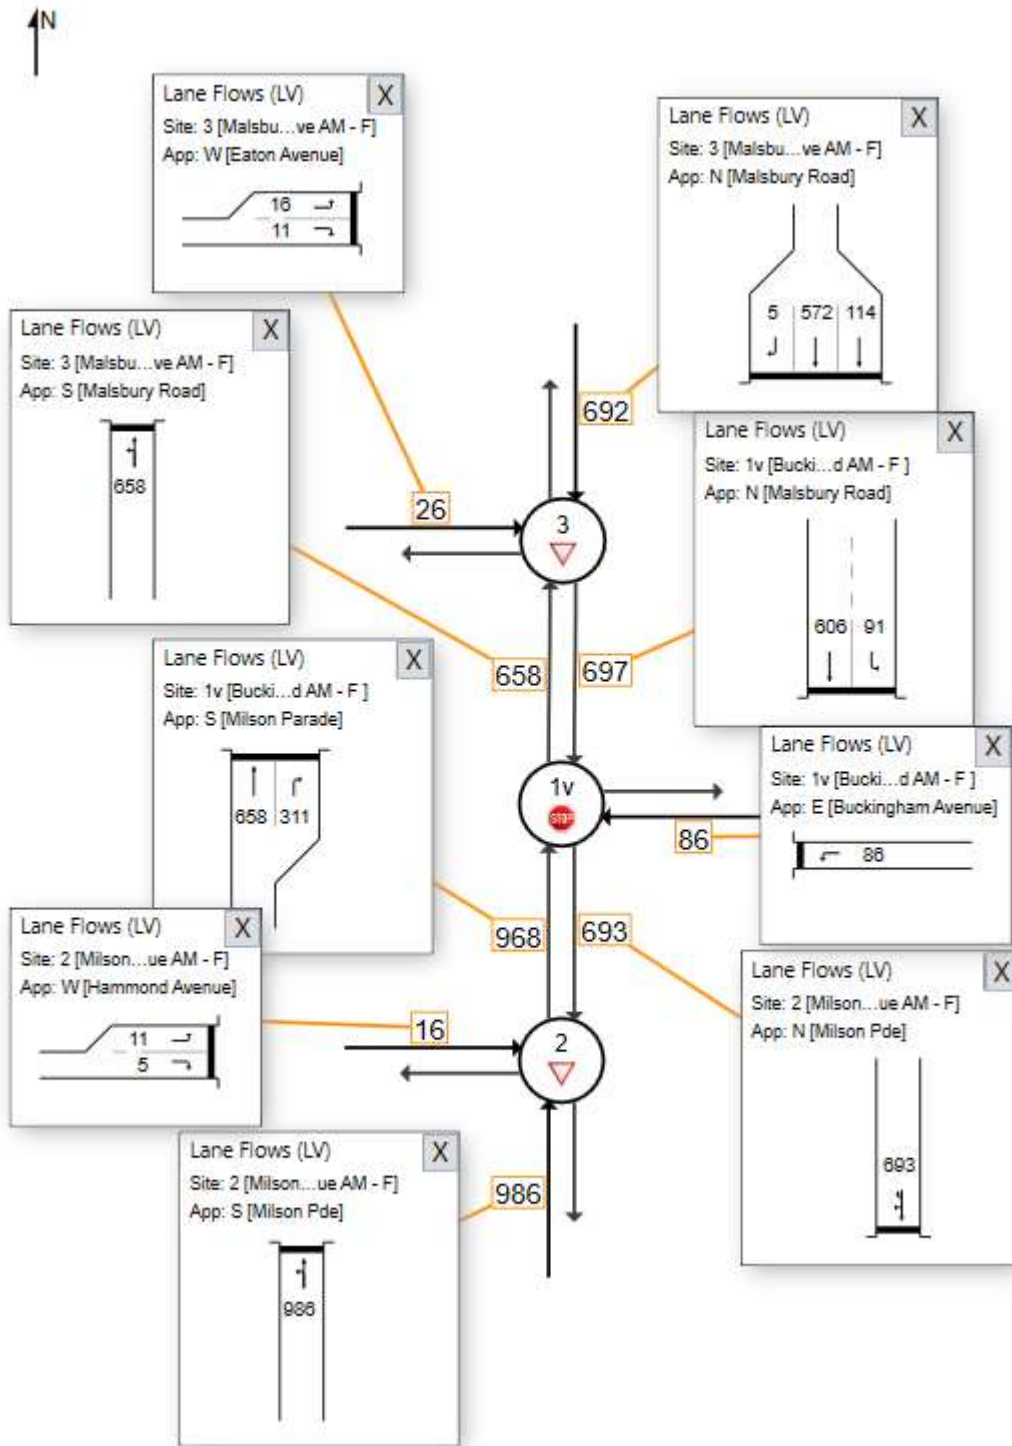 N
Lane Flows (LV)
X
Site: 3 [Malsbu...ve AM - F]
App: W [Eaton Avenue]
16
11
Lane Flows (LV)
X
Site: 3 [Malsbu...ve AM - F]
App: N [Malsbury Road]
5 572 114
Lane Flows (LV)
X
Site: 3 [Malsbu...ve AM - F]
App: S [Malsbury Road]
658
692
Lane Flows (LV)
X
Site: 1v [Bucki...d AM - F ]
App: N [Malsbury Road]
606 91
26
3
658
697
Lane Flows (LV)
X
Site: 1v [Bucki...d AM - F ]
App: S [Milson Parade]
658 311
1v
STOP
Lane Flows (LV)
X
Site: 1v [Bucki...d AM - F ]
App: E [Buckingham Avenue]
86
86
968
693
Lane Flows (LV)
X
Site: 2 [Milson...ue AM - F]
App: W [Hammond Avenue]
11
5
16
2
Lane Flows (LV)
X
Site: 2 [Milson...ue AM - F]
App: N [Milson Pde]
693
Lane Flows (LV)
X
Site: 2 [Milson...ue AM - F]
App: S [Milson Pde]
986
986